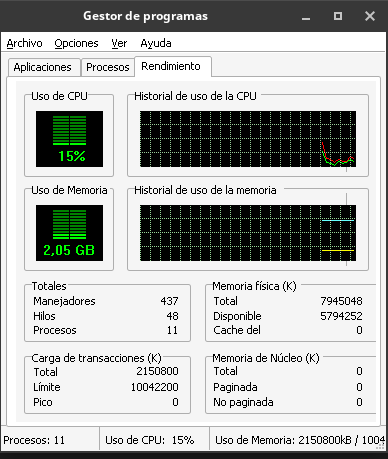 Gestor de programas
Archivo Opciones Ver Ayuda
Aplicaciones Procesos Rendimiento
Uso de CPU Historial de uso de la CPU
15%
Uso de Memoria Historial de uso de la memoria
2,05 GB
Totales Memoria física (K)
Manejadores 437 Total 7945048
Hilos 48 Disponible 5794252
Procesos 11 Cache del 0
Carga de transacciones (K) Memoria de Núcleo (K)
Total 2150800 Total 0
Límite 10042200 Paginada 0
Pico 0 No paginada 0
Procesos: 11 Uso de CPU: 15% Uso de Memoria: 2150800kB / 1004